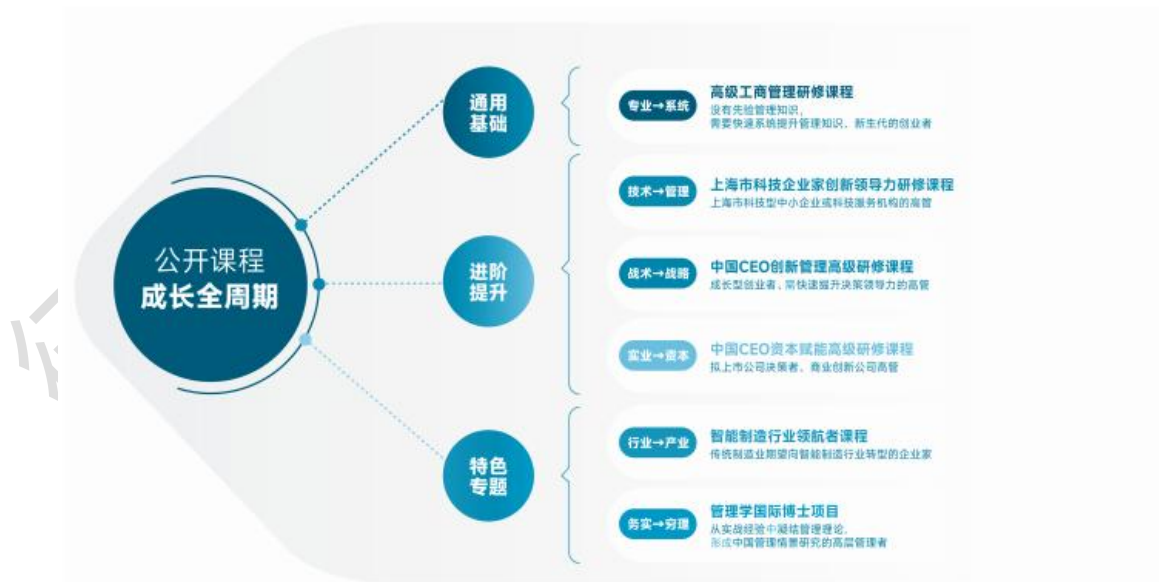 公开课程
成长全周期
通用
基础
专业→系统
高级工商管理研修课程
没有先验管理知识，
需要快速系统提升管理知识、新生代的创业者
进阶
提升
技术→管理
上海市科技企业家创新领导力研修课程
上海市科技型中小企业或科技服务机构的高管
战术→战略
中国CEO创新管理高级研修课程
成长型创业者、需快速提升决策领导力的高管
实业→资本
中国CEO资本赋能高级研修课程
拟上市公司决策者、商业创新公司高管
特色
专题
行业→产业
智能制造行业领航者课程
传统制造业期望向智能制造行业转型的企业家
务实→穷理
管理学国际博士项目
从实战经验中凝结管理理论，
形成中国管理情景研究的高层管理者